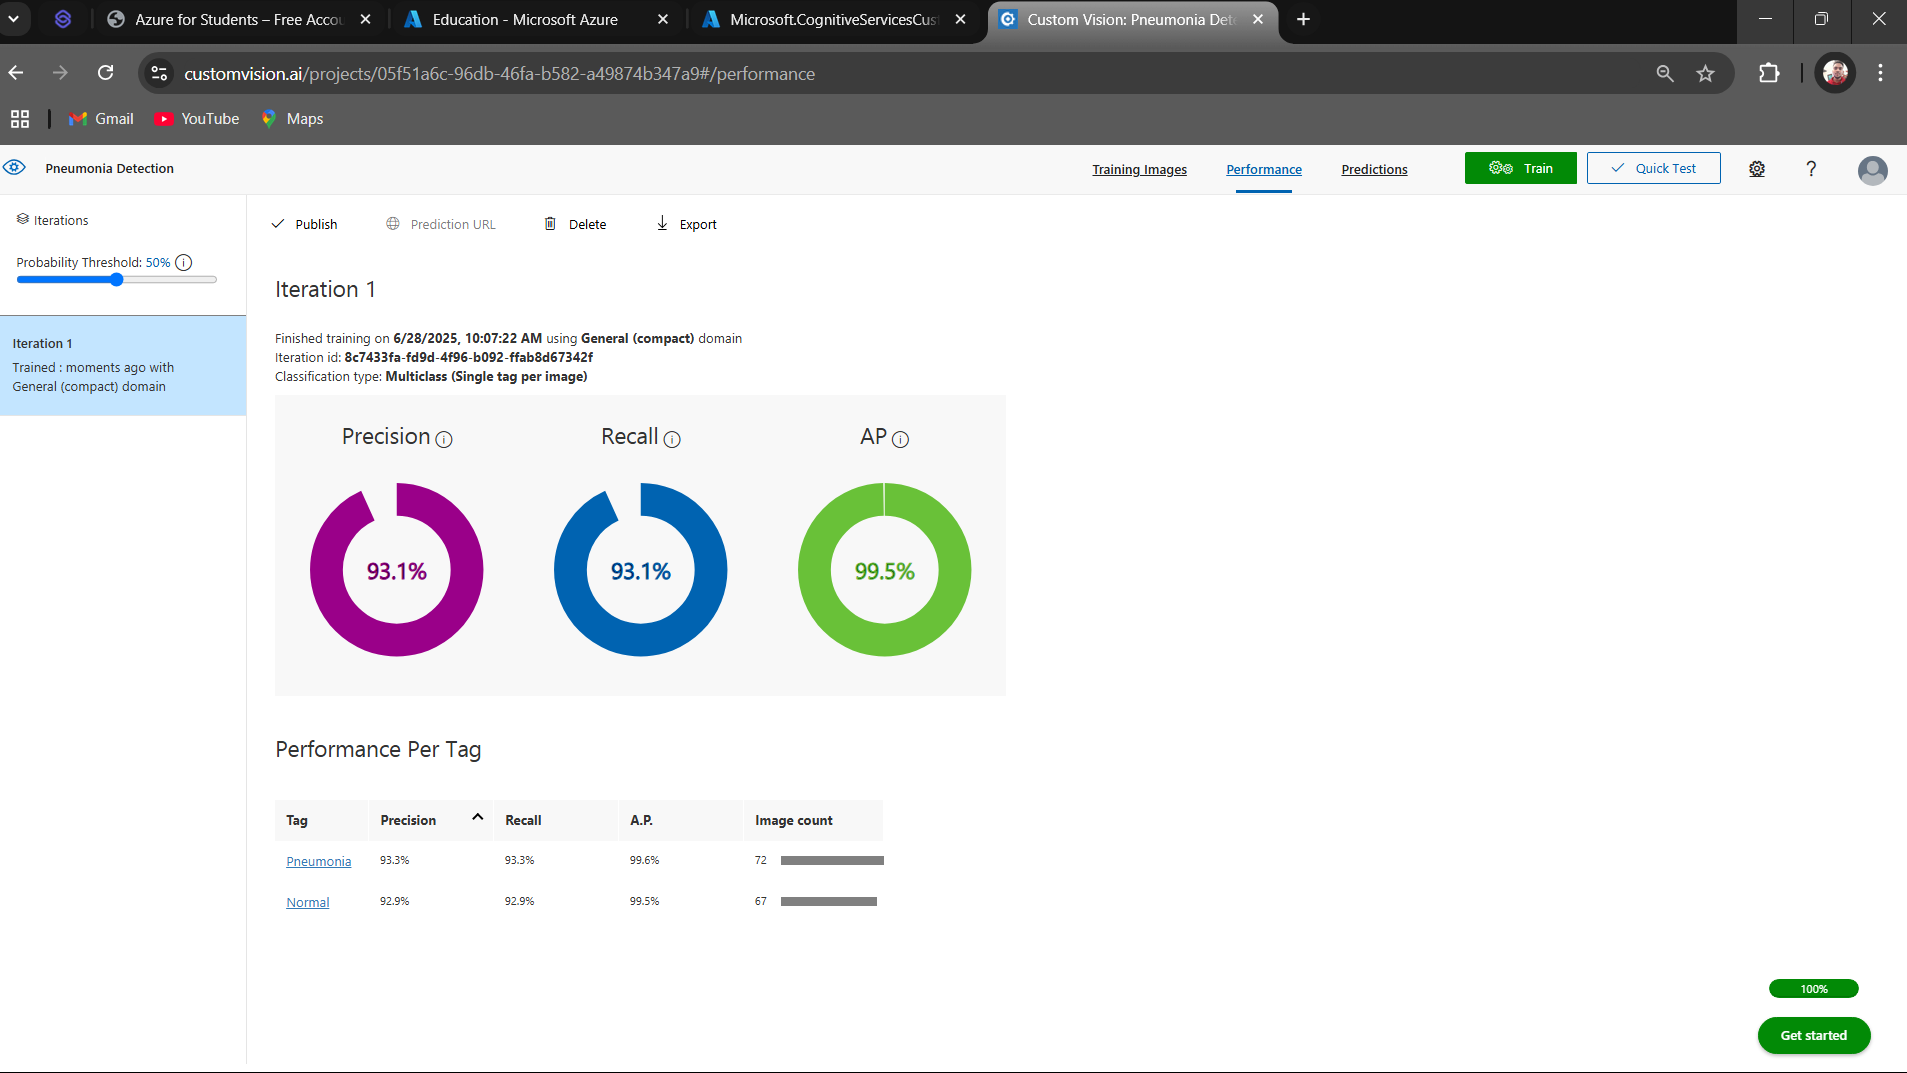 Azure for Students – Free Accou
Education - Microsoft Azure
Microsoft.CognitiveServicesCus
Custom Vision: Pneumonia Det
customvision.ai/projects/05f51a6c-96db-46fa-b582-a49874b347a9#/performance
Gmail
YouTube
Maps
Pneumonia Detection
Training Images
Performance
Predictions
Train
Quick Test
?
Iterations
Probability Threshold: 50%
Iteration 1
Trained : moments ago with
General (compact) domain
Publish
Prediction URL
Delete
Export
Iteration 1
Finished training on 6/28/2025, 10:07:22 AM using General (compact) domain
Iteration id: 8c7433fa-fd9d-4f96-b092-ffab8d67342f
Classification type: Multiclass (Single tag per image)
Precision
Recall
AP
93.1%
93.1%
99.5%
Performance Per Tag
Tag Precision Recall A.P. Image count
Pneumonia 93.3% 93.3% 99.6% 72
Normal 92.9% 92.9% 99.5% 67
100%
Get started